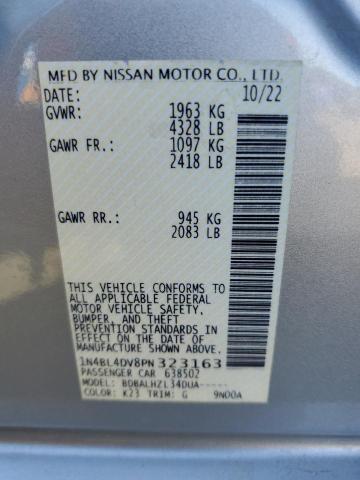 MFD BY NISSAN MOTOR CO., LTD.
DATE: 10/22
GVWR: 1963 KG
4328 LB
GAWR FR.: 1097 KG
2418 LB
GAWR RR.: 945 KG
2083 LB
THIS VEHICLE CONFORMS TO
ALL APPLICABLE FEDERAL
MOTOR VEHICLE SAFETY,
BUMPER, AND THEFT
PREVENTION STANDARDS IN
EFFECT ON THE DATE OF
MANUFACTURE SHOWN ABOVE.
1N4BL4DV8PN323163
PASSENGER CAR 638502
MODEL: BDBALHZL34DUA-----
COLOR: K23 TRIM: G 9N00A